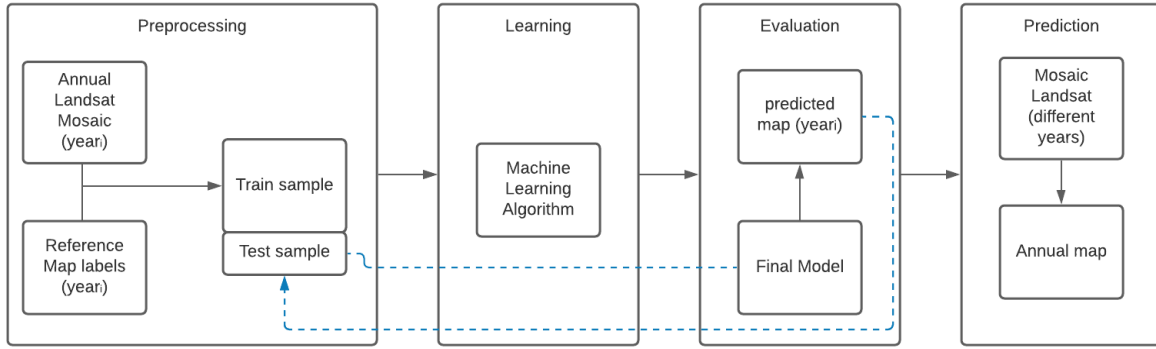 Preprocessing
Annual
Landsat
Mosaic
(yearᵢ)
Reference
Map labels
(yearᵢ)
Train sample
Test sample
Learning
Machine
Learning
Algorithm
Evaluation
predicted
map (yearᵢ)
Final Model
Prediction
Mosaic
Landsat
(different
years)
Annual map